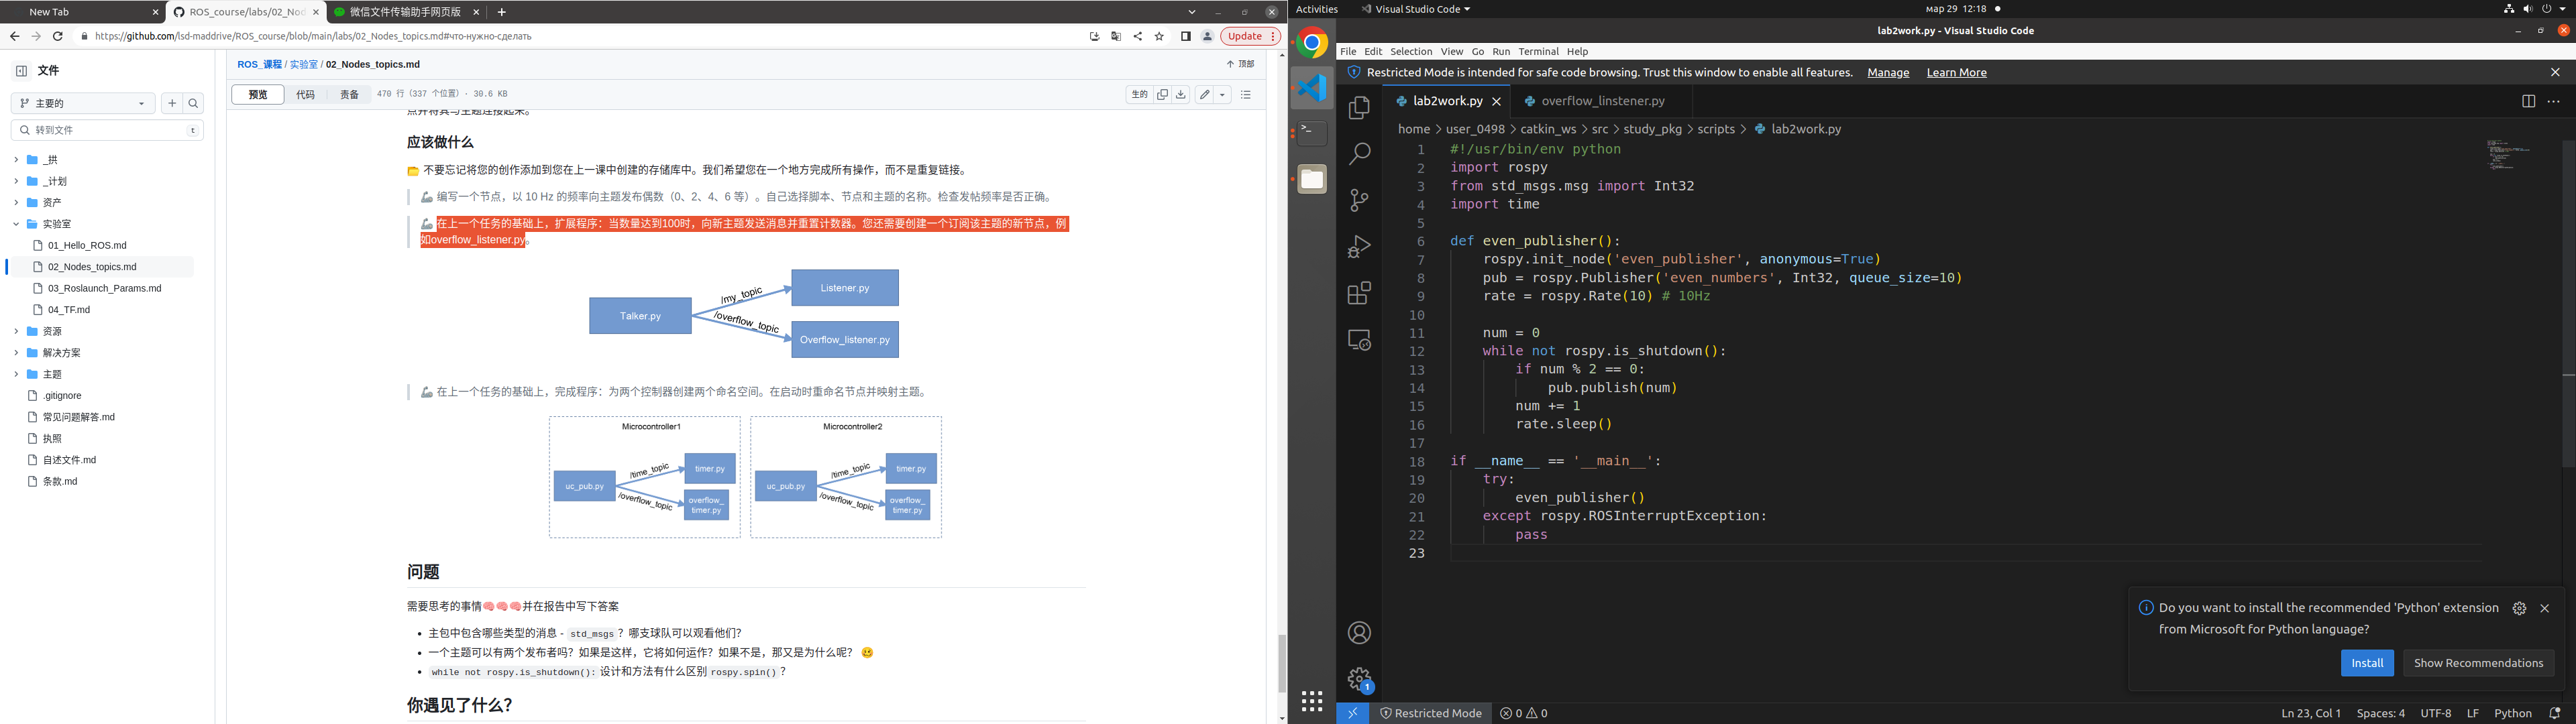 New Tab
ROS_course/labs/02_Nod
微信文件传输助手网页版
https://github.com/lsd-maddrive/ROS_course/blob/main/labs/02_Nodes_topics.md#что-нужно-сделать
Update
文件
主要的
转到文件
t
_拱
_计划
资产
实验室
01_Hello_ROS.md
02_Nodes_topics.md
03_Roslaunch_Params.md
04_TF.md
资源
解决方案
主题
.gitignore
常见问题解答.md
执照
自述文件.md
条款.md
ROS_课程 / 实验室 / 02_Nodes_topics.md
顶部
预览 代码 责备 470 行（337 个位置）· 30.6 KB
生的
点并将其与主题连接起来。
应该做什么
不要忘记将您的创作添加到您在上一课中创建的存储库中。我们希望您在一个地方完成所有操作，而不是重复链接。
编写一个节点，以 10 Hz 的频率向主题发布偶数（0、2、4、6 等）。自己选择脚本、节点和主题的名称。检查发帖频率是否正确。
在上一个任务的基础上，扩展程序：当数量达到100时，向新主题发送消息并重置计数器。您还需要创建一个订阅该主题的新节点，例
如overflow_listener.py。
Talker.py
/my_topic
/overflow_topic
Listener.py
Overflow_listener.py
在上一个任务的基础上，完成程序：为两个控制器创建两个命名空间。在启动时重命名节点并映射主题。
Microcontroller1
uc_pub.py
/time_topic
/overflow_topic
timer.py
overflow_
timer.py
Microcontroller2
uc_pub.py
/time_topic
/overflow_topic
timer.py
overflow_
timer.py
问题
需要思考的事情🧠🧠🧠并在报告中写下答案
主包中包含哪些类型的消息 - std_msgs？哪支球队可以观看他们？
一个主题可以有两个发布者吗？如果是这样，它将如何运作？如果不是，那又是为什么呢？
while not rospy.is_shutdown(): 设计和方法有什么区别 rospy.spin()？
你遇见了什么？
Activities
Visual Studio Code
мар 29 12:18
lab2work.py - Visual Studio Code
File Edit Selection View Go Run Terminal Help
Restricted Mode is intended for safe code browsing. Trust this window to enable all features. Manage Learn More
lab2work.py
overflow_linstener.py
home > user_0498 > catkin_ws > src > study_pkg > scripts > lab2work.py
1 #!/usr/bin/env python
2 import rospy
3 from std_msgs.msg import Int32
4 import time
5
6 def even_publisher():
7 rospy.init_node('even_publisher', anonymous=True)
8 pub = rospy.Publisher('even_numbers', Int32, queue_size=10)
9 rate = rospy.Rate(10) # 10Hz
10
11 num = 0
12 while not rospy.is_shutdown():
13 if num % 2 == 0:
14 pub.publish(num)
15 num += 1
16 rate.sleep()
17
18 if __name__ == '__main__':
19 try:
20 even_publisher()
21 except rospy.ROSInterruptException:
22 pass
23
Do you want to install the recommended 'Python' extension
from Microsoft for Python language?
Install
Show Recommendations
1
Restricted Mode
0 0
Ln 23, Col 1
Spaces: 4
UTF-8
LF
Python